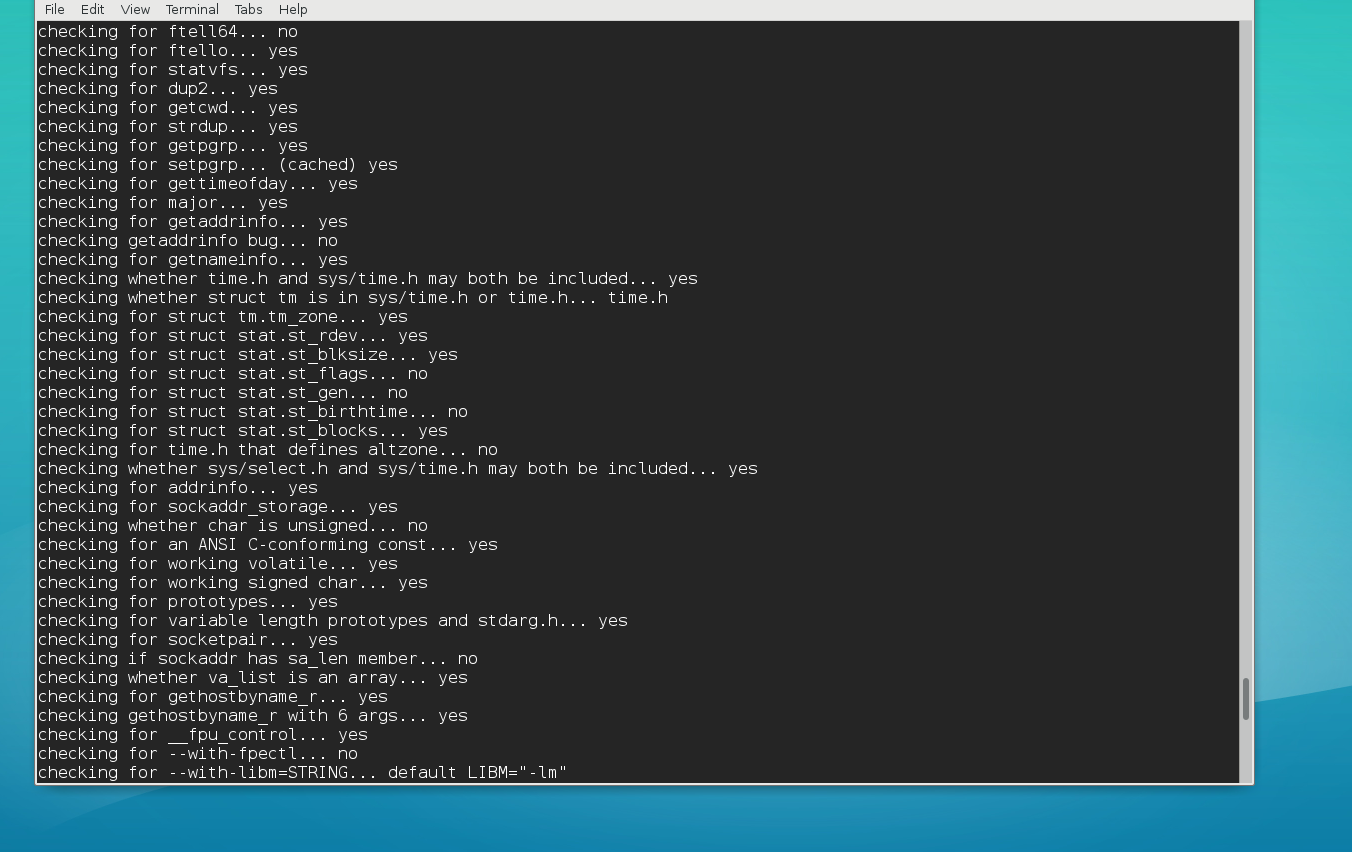 File Edit View Terminal Tabs Help
checking for ftell64... no
checking for ftello... yes
checking for statvfs... yes
checking for dup2... yes
checking for getcwd... yes
checking for strdup... yes
checking for getpgrp... yes
checking for setpgrp... (cached) yes
checking for gettimeofday... yes
checking for major... yes
checking for getaddrinfo... yes
checking getaddrinfo bug... no
checking for getnameinfo... yes
checking whether time.h and sys/time.h may both be included... yes
checking whether struct tm is in sys/time.h or time.h... time.h
checking for struct tm.tm_zone... yes
checking for struct stat.st_rdev... yes
checking for struct stat.st_blksize... yes
checking for struct stat.st_flags... no
checking for struct stat.st_gen... no
checking for struct stat.st_birthtime... no
checking for struct stat.st_blocks... yes
checking for time.h that defines altzone... no
checking whether sys/select.h and sys/time.h may both be included... yes
checking for addrinfo... yes
checking for sockaddr_storage... yes
checking whether char is unsigned... no
checking for an ANSI C-conforming const... yes
checking for working volatile... yes
checking for working signed char... yes
checking for prototypes... yes
checking for variable length prototypes and stdarg.h... yes
checking for socketpair... yes
checking if sockaddr has sa_len member... no
checking whether va_list is an array... yes
checking for gethostbyname_r... yes
checking gethostbyname_r with 6 args... yes
checking for __fpu_control... yes
checking for --with-fpectl... no
checking for --with-libm=STRING... default LIBM="-lm"